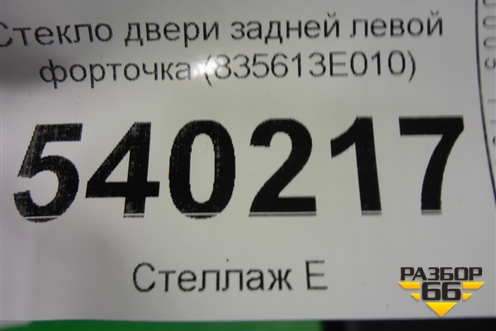 Стекло двери задней левой
форточка (835613E010)
540217
Стеллаж Е
РАЗБОР
66